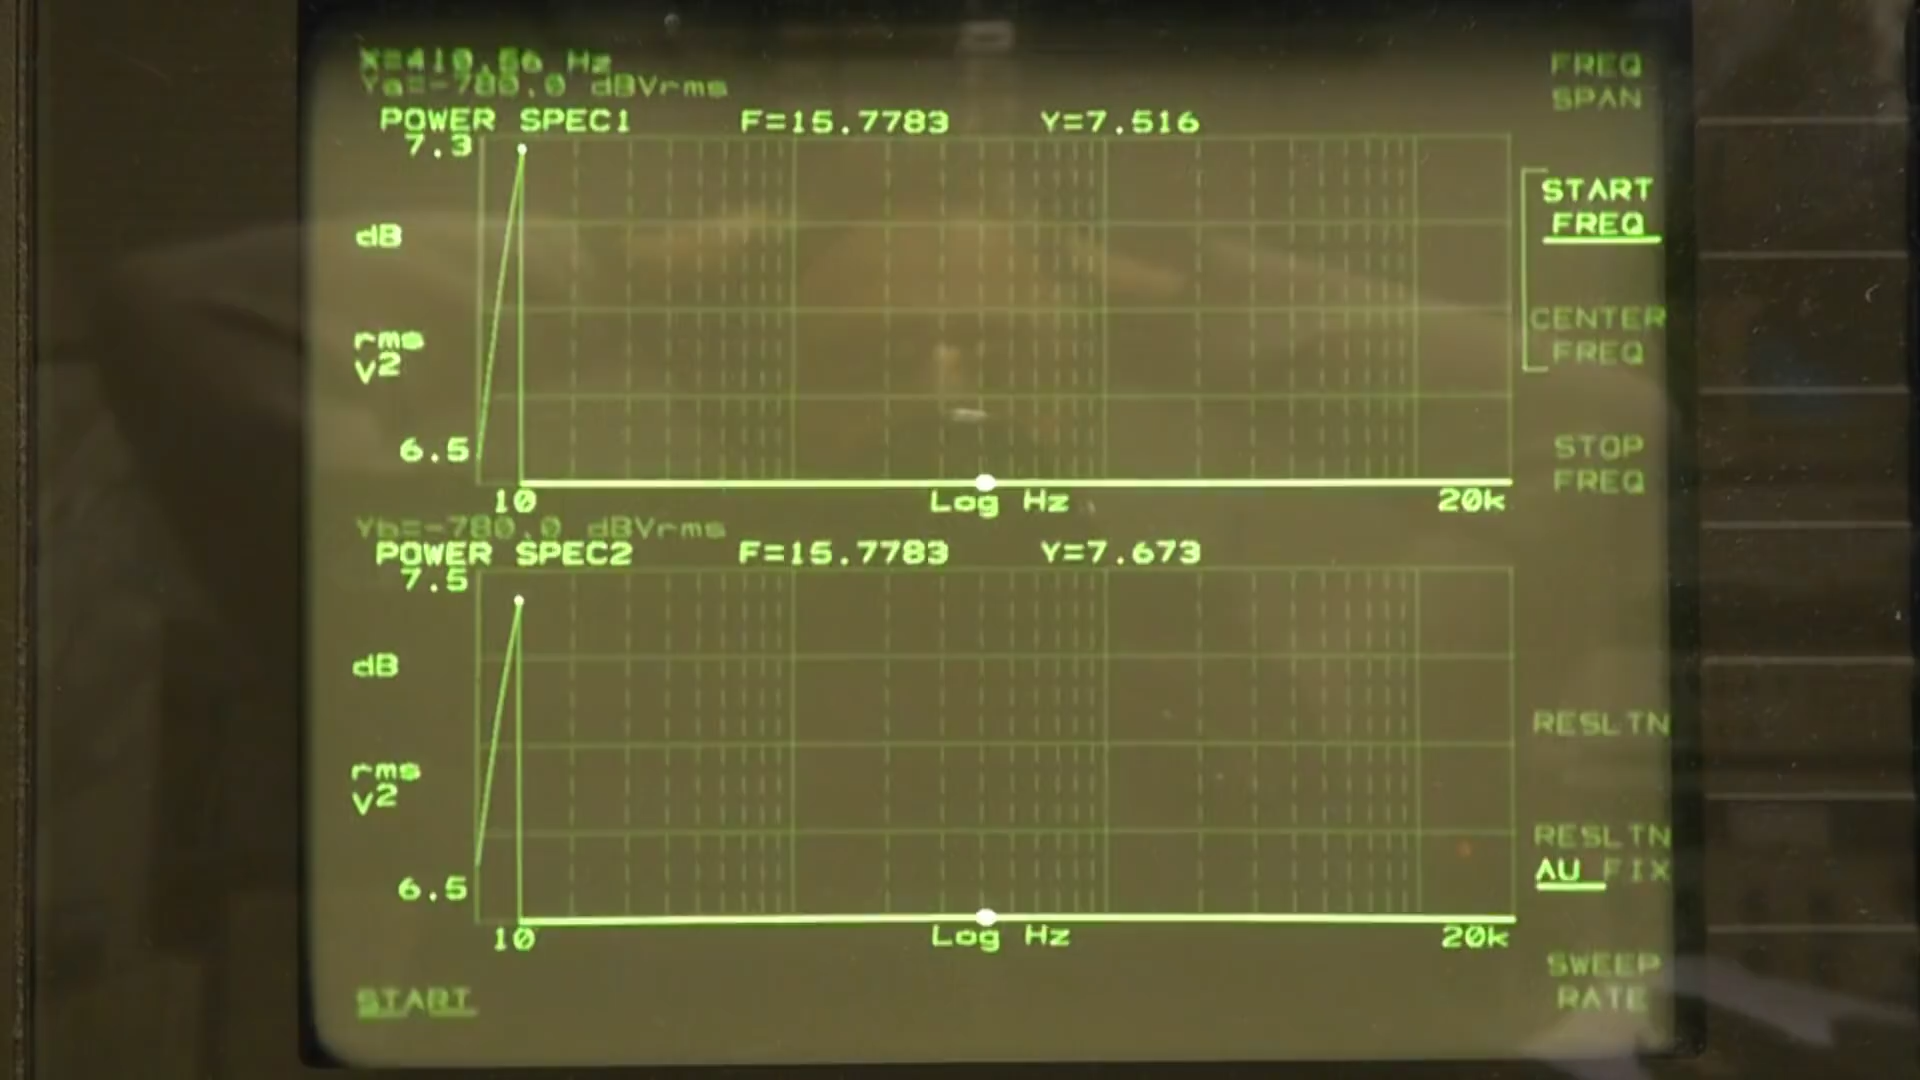 X=410.56 Hz
Ya=-780.0 dBVrms
POWER SPEC1 F=15.7783 Y=7.516
7.3
dB
rms
V2
6.5
10 Log Hz 20k
Yb=-780.0 dBVrms
POWER SPEC2 F=15.7783 Y=7.673
7.5
dB
rms
V2
6.5
10 Log Hz 20k
START
FREQ
SPAN
START
FREQ
CENTER
FREQ
STOP
FREQ
RESLTN
RESLTN
AU FIX
SWEEP
RATE